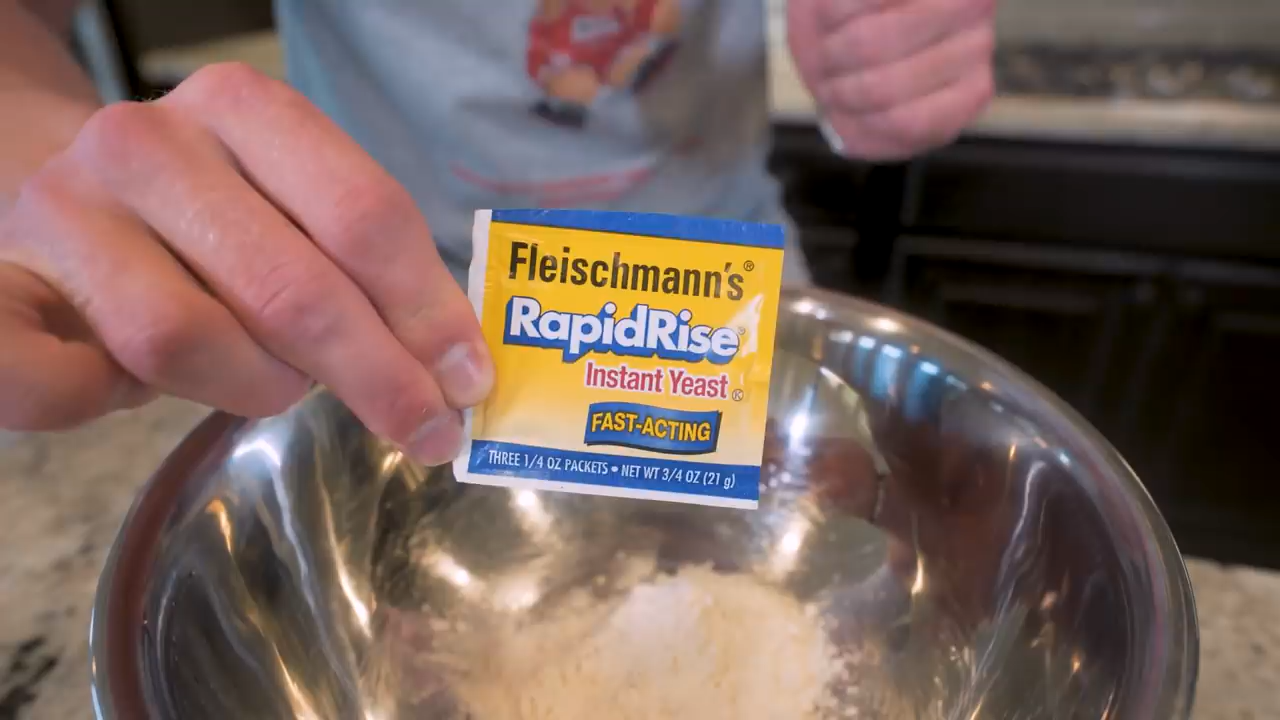 Fleischmann's®
RapidRise®
Instant Yeast
FAST-ACTING
THREE 1/4 OZ PACKETS • NET WT 3/4 OZ (21 g)